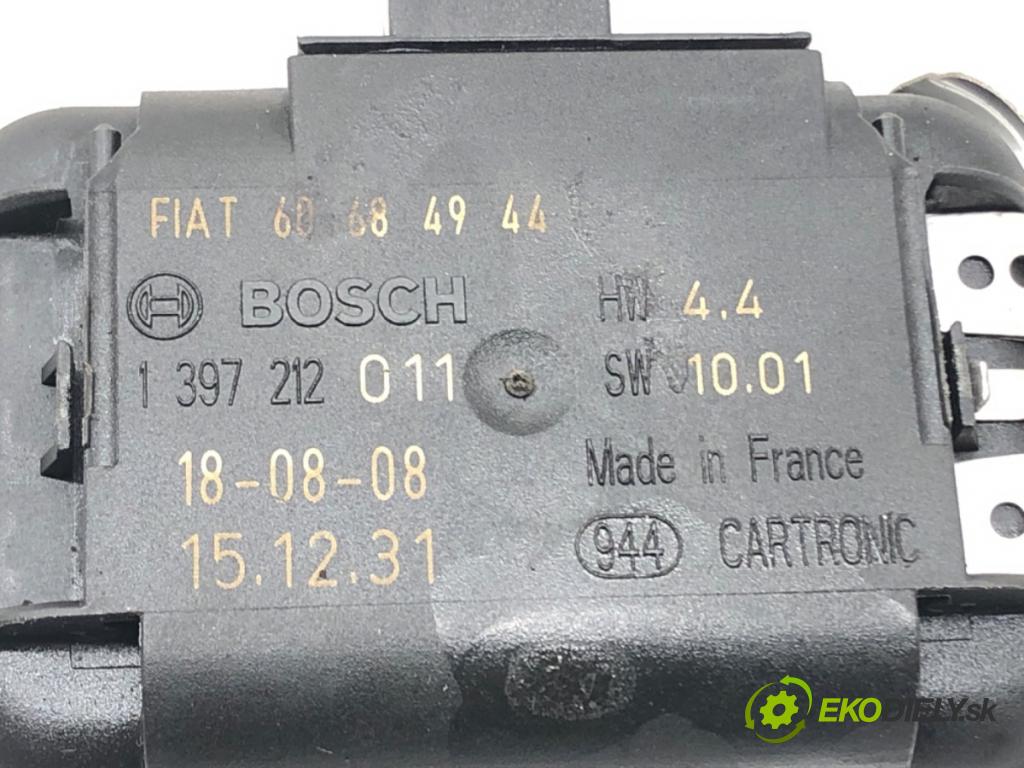 FIAT 60 68 49 44
BOSCH
HW 4.4
1 397 212 011
SW 10.01
18-08-08
Made in France
15.12.31
944 CARTRONIC
EKODIELY.sk